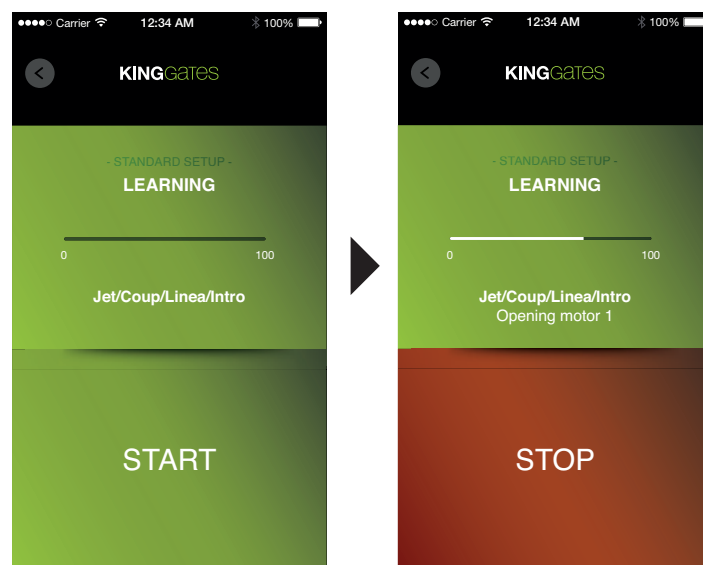 Carrier 12:34 AM 100%
KINGGATES
- STANDARD SETUP -
LEARNING
0 100
Jet/Coup/Linea/Intro
START
Carrier 12:34 AM 100%
KINGGATES
- STANDARD SETUP -
LEARNING
0 100
Jet/Coup/Linea/Intro
Opening motor 1
STOP